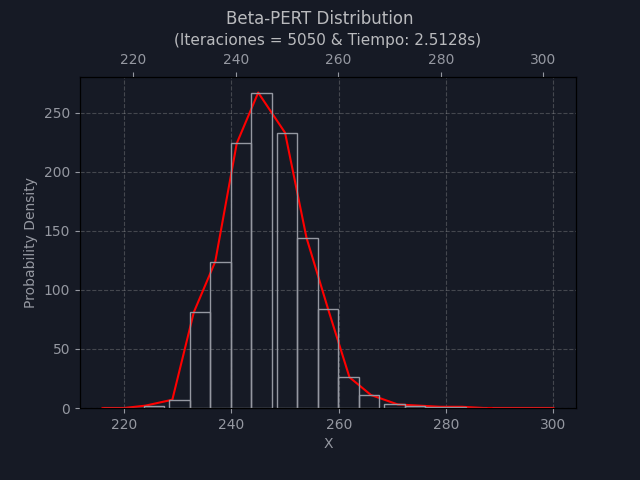 Beta-PERT Distribution
(Iteraciones = 5050 & Tiempo: 2.5128s)
220 240 260 280 300
250
200
150
100
50
0
Probability Density
220 240 260 280 300
X